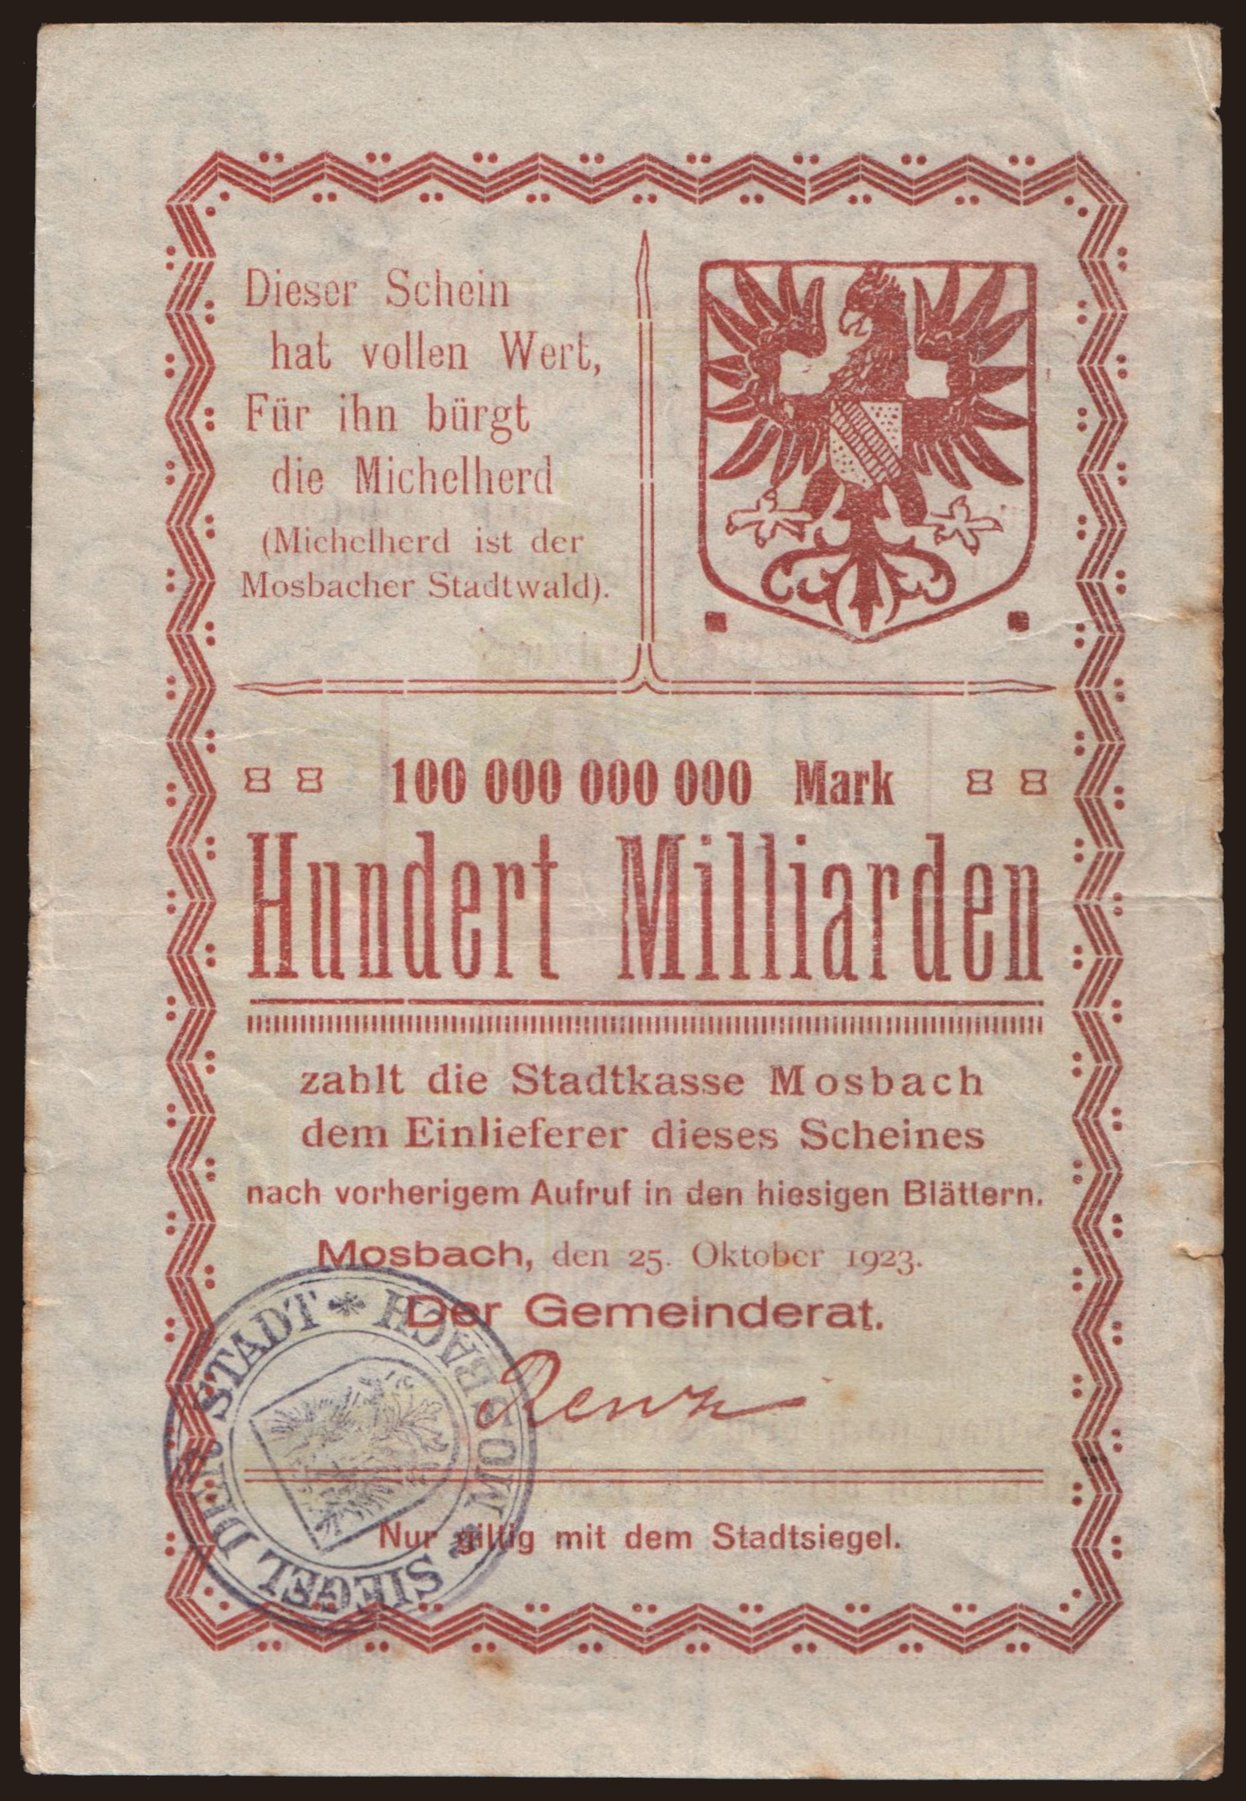 Dieser Schein
hat vollen Wert,
Für ihn bürgt
die Michelherd
(Michelherd ist der
Mosbacher Stadtwald).
100 000 000 000 Mark
Hundert Milliarden
zahlt die Stadtkasse Mosbach
dem Einlieferer dieses Scheines
nach vorherigem Aufruf in den hiesigen Blättern.
Mosbach, den 25. Oktober 1923.
Der Gemeinderat.
Renz
Nur giltig mit dem Stadtsiegel.
SIEGEL DER STADT * MOSBACH *